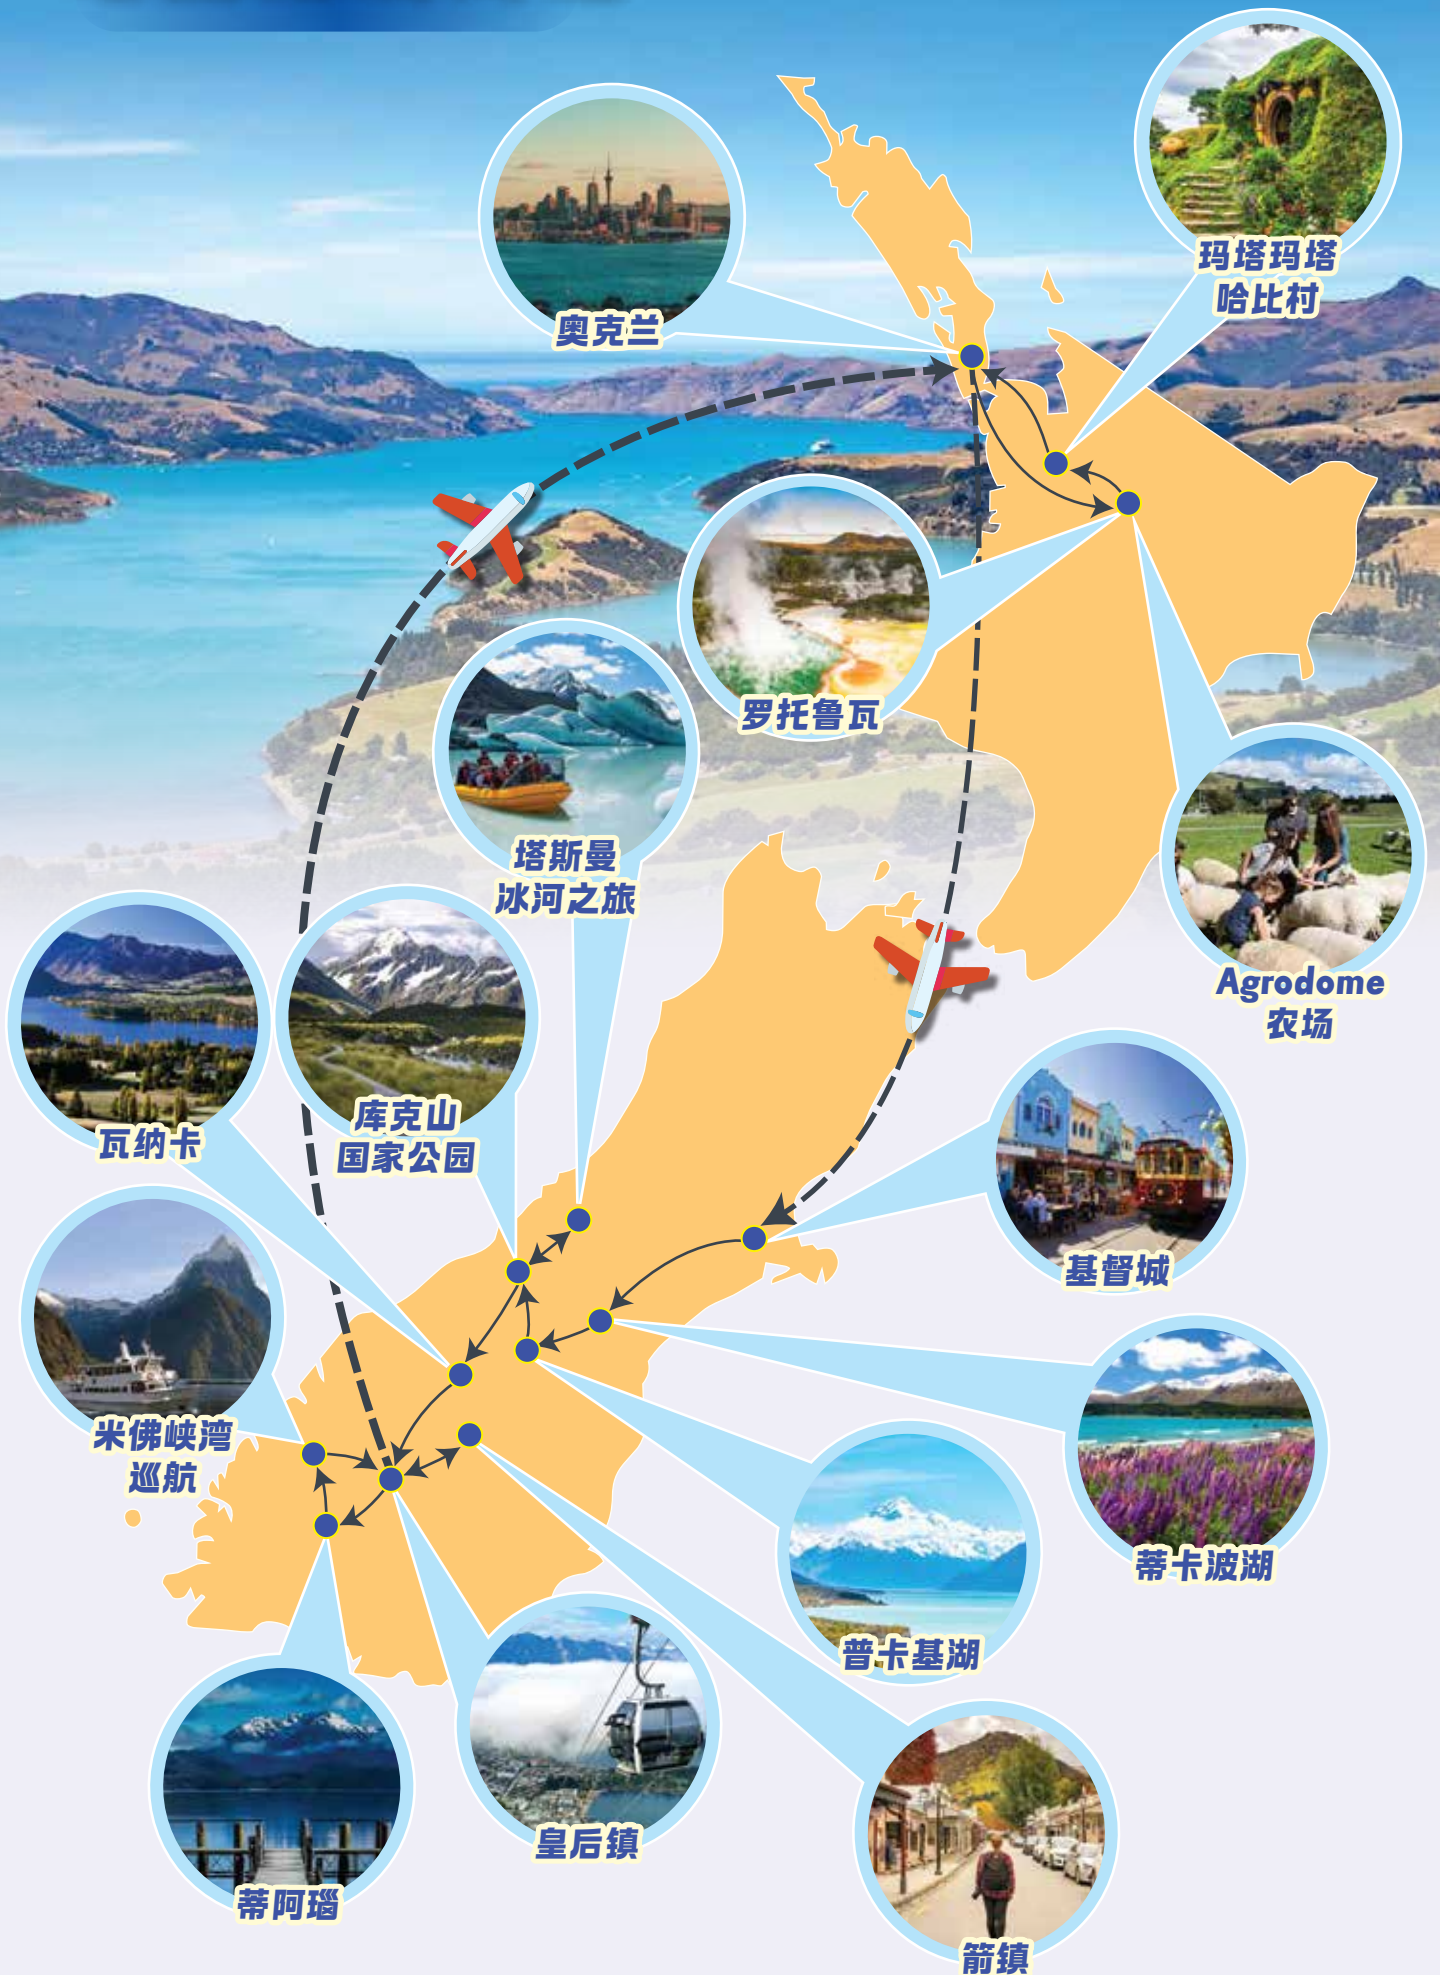 玛塔玛塔
哈比村
奥克兰
罗托鲁瓦
塔斯曼
冰河之旅
Agrodome
农场
库克山
国家公园
瓦纳卡
基督城
米佛峡湾
巡航
蒂卡波湖
普卡基湖
皇后镇
蒂阿瑙
箭镇